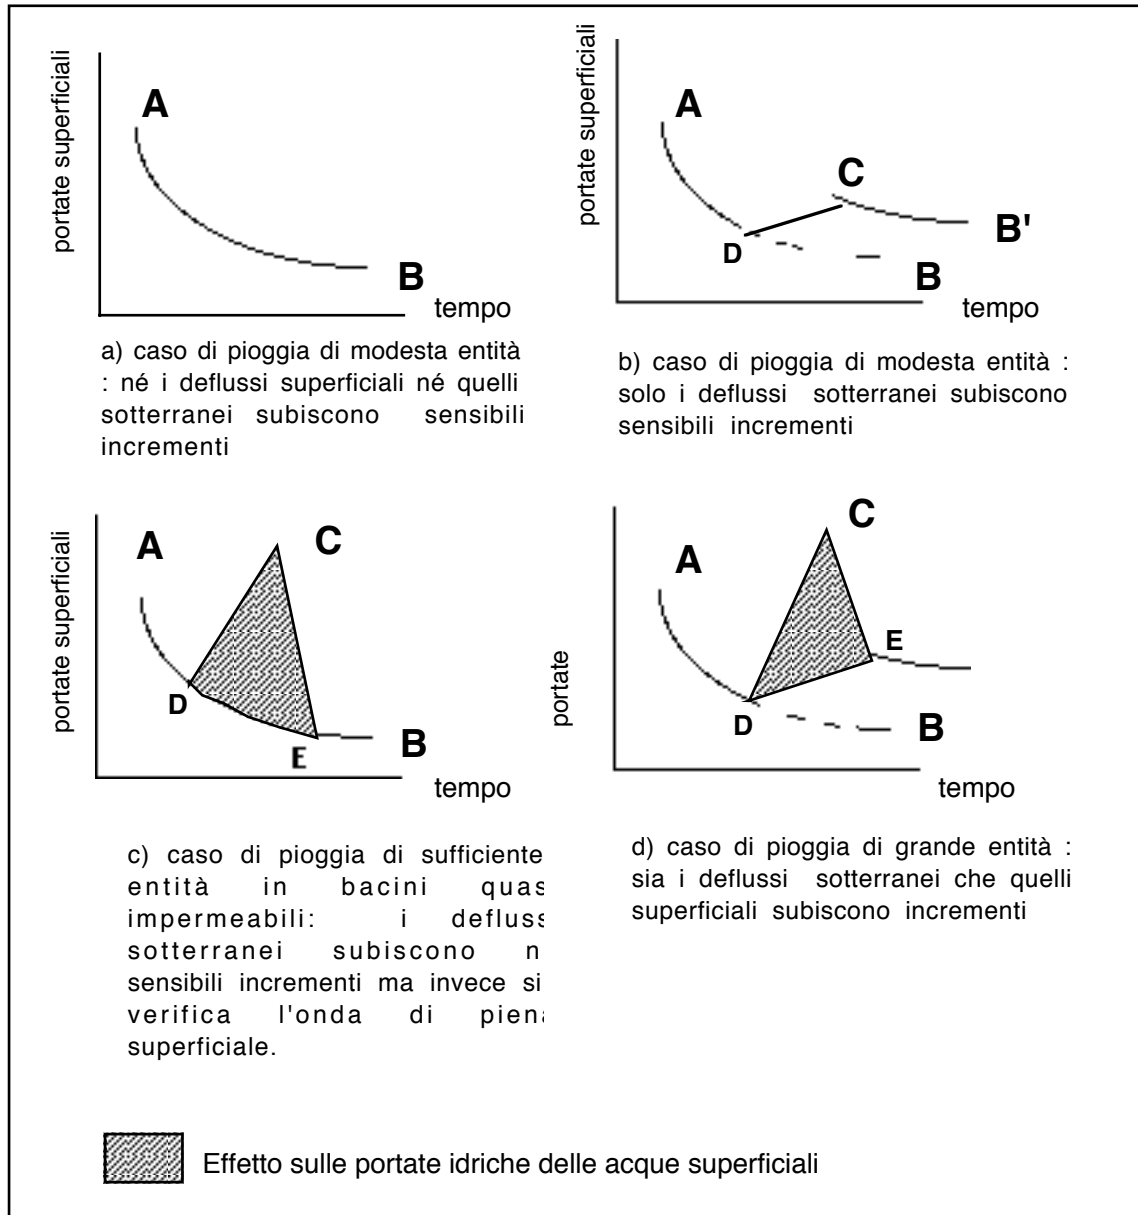 portate superficiali
A
B
tempo
a) caso di pioggia di modesta entità
: né i deflussi superficiali né quelli
sotterranei subiscono sensibili
incrementi
portate superficiali
A
C
D
B'
B
tempo
b) caso di pioggia di modesta entità :
solo i deflussi sotterranei subiscono
sensibili incrementi
portate superficiali
A
C
D
E
B
tempo
c) caso di pioggia di sufficiente
entità in bacini quas
impermeabili: i defluss
sotterranei subiscono n
sensibili incrementi ma invece si
verifica l'onda di piena
superficiale.
portate
A
C
E
D
B
tempo
d) caso di pioggia di grande entità :
sia i deflussi sotterranei che quelli
superficiali subiscono incrementi
Effetto sulle portate idriche delle acque superficiali